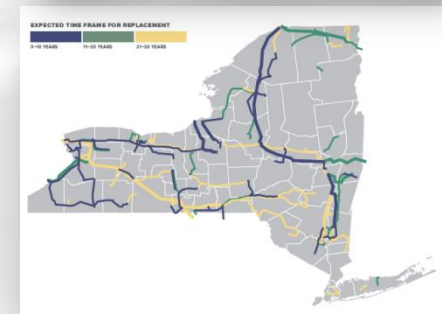 EXPECTED TIME FRAME FOR REPLACEMENT
0–10 YEARS 11–20 YEARS 21–30 YEARS